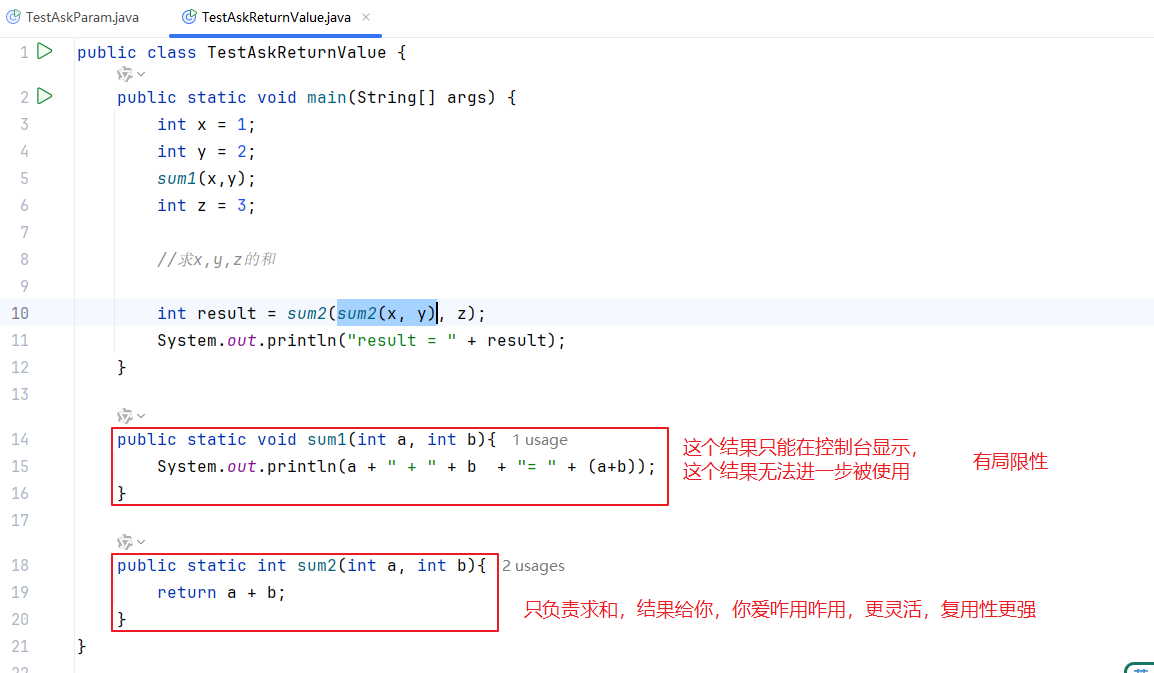 TestAskParam.java
TestAskReturnValue.java ×
1 public class TestAskReturnValue {
2 public static void main(String[] args) {
3 int x = 1;
4 int y = 2;
5 sum1(x,y);
6 int z = 3;
7
8 //求x,y,z的和
9
10 int result = sum2(sum2(x, y), z);
11 System.out.println("result = " + result);
12 }
13
14 public static void sum1(int a, int b){ 1 usage
这个结果只能在控制台显示,
15 System.out.println(a + " + " + b  + "= " + (a+b));
这个结果无法进一步被使用
有局限性
16 }
17
18 public static int sum2(int a, int b){ 2 usages
19 return a + b;
只负责求和，结果给你，你爱咋用咋用，更灵活，复用性更强
20 }
21 }
22